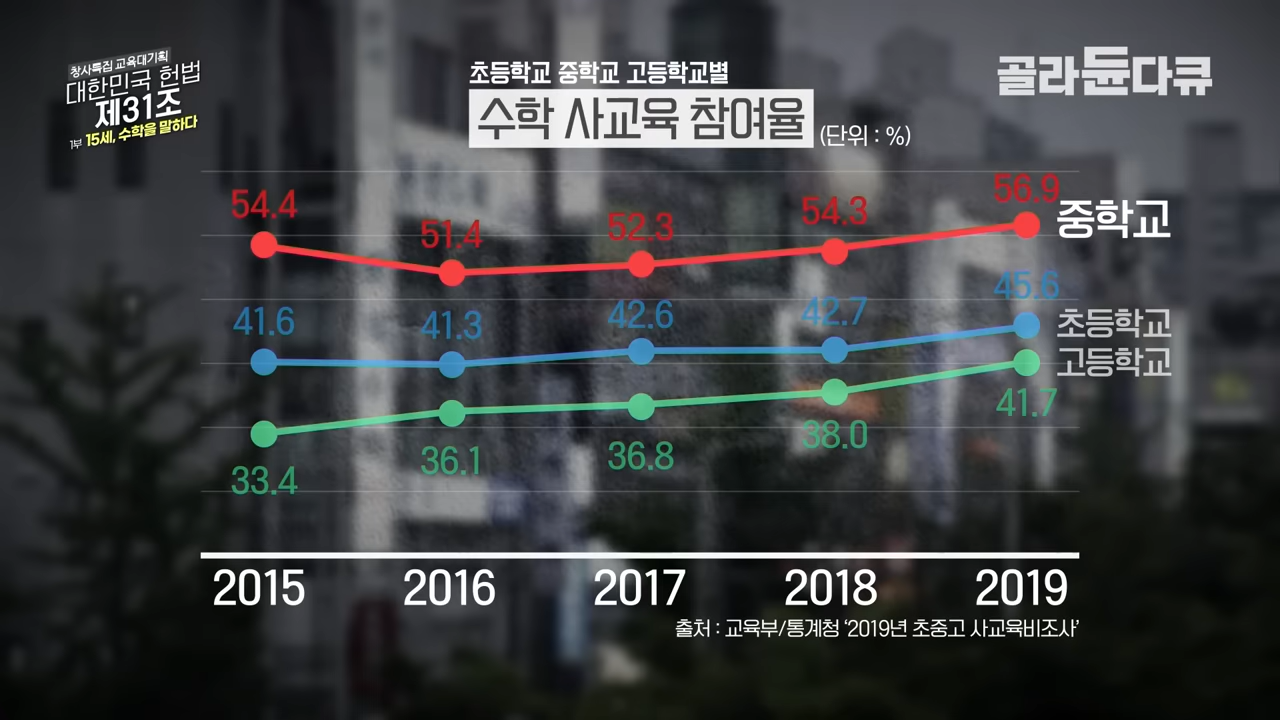 창사특집 교육대기획
대한민국 헌법
제31조
1부 15세, 수학을 말하다
초등학교 중학교 고등학교별
수학 사교육 참여율 (단위 : %)
골라듄다큐
54.4 51.4 52.3 54.3 56.9 중학교
41.6 41.3 42.6 42.7 45.6 초등학교
고등학교
33.4 36.1 36.8 38.0 41.7
2015 2016 2017 2018 2019
출처 : 교육부/통계청 ‘2019년 초중고 사교육비조사’